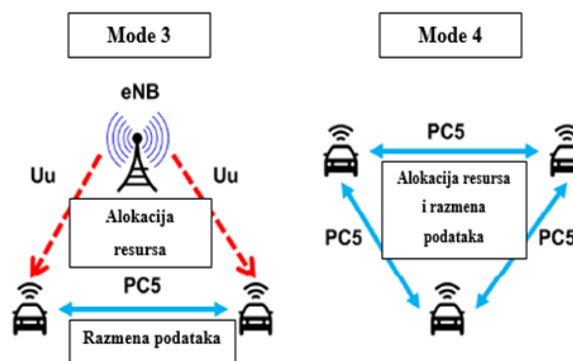 Mode 3
eNB
Uu
Uu
Alokacija
resursa
PC5
Razmena podataka
Mode 4
PC5
Alokacija resursa
i razmena
podataka
PC5
PC5